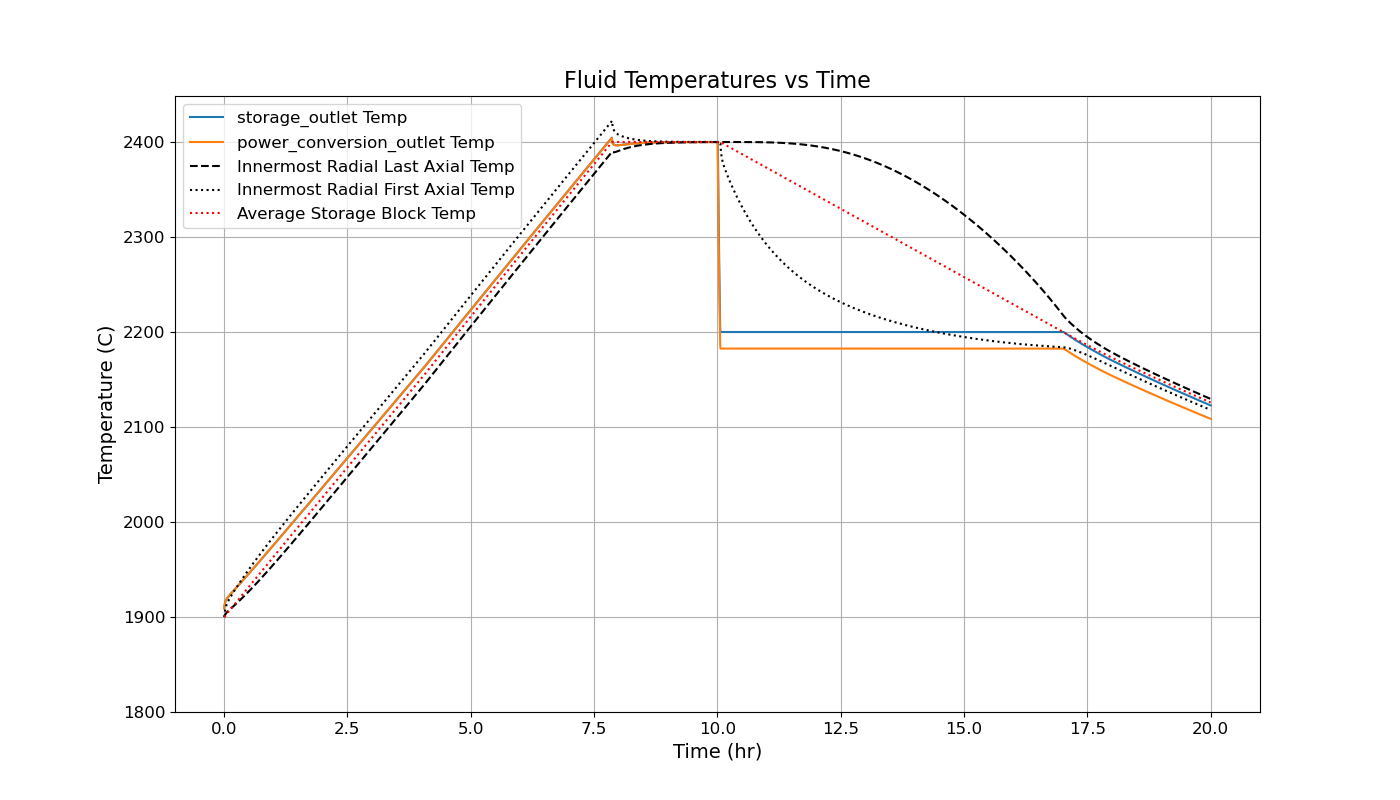 Fluid Temperatures vs Time
storage_outlet Temp
power_conversion_outlet Temp
Innermost Radial Last Axial Temp
Innermost Radial First Axial Temp
Average Storage Block Temp
Temperature (C)
2400
2300
2200
2100
2000
1900
1800
0.0 2.5 5.0 7.5 10.0 12.5 15.0 17.5 20.0
Time (hr)